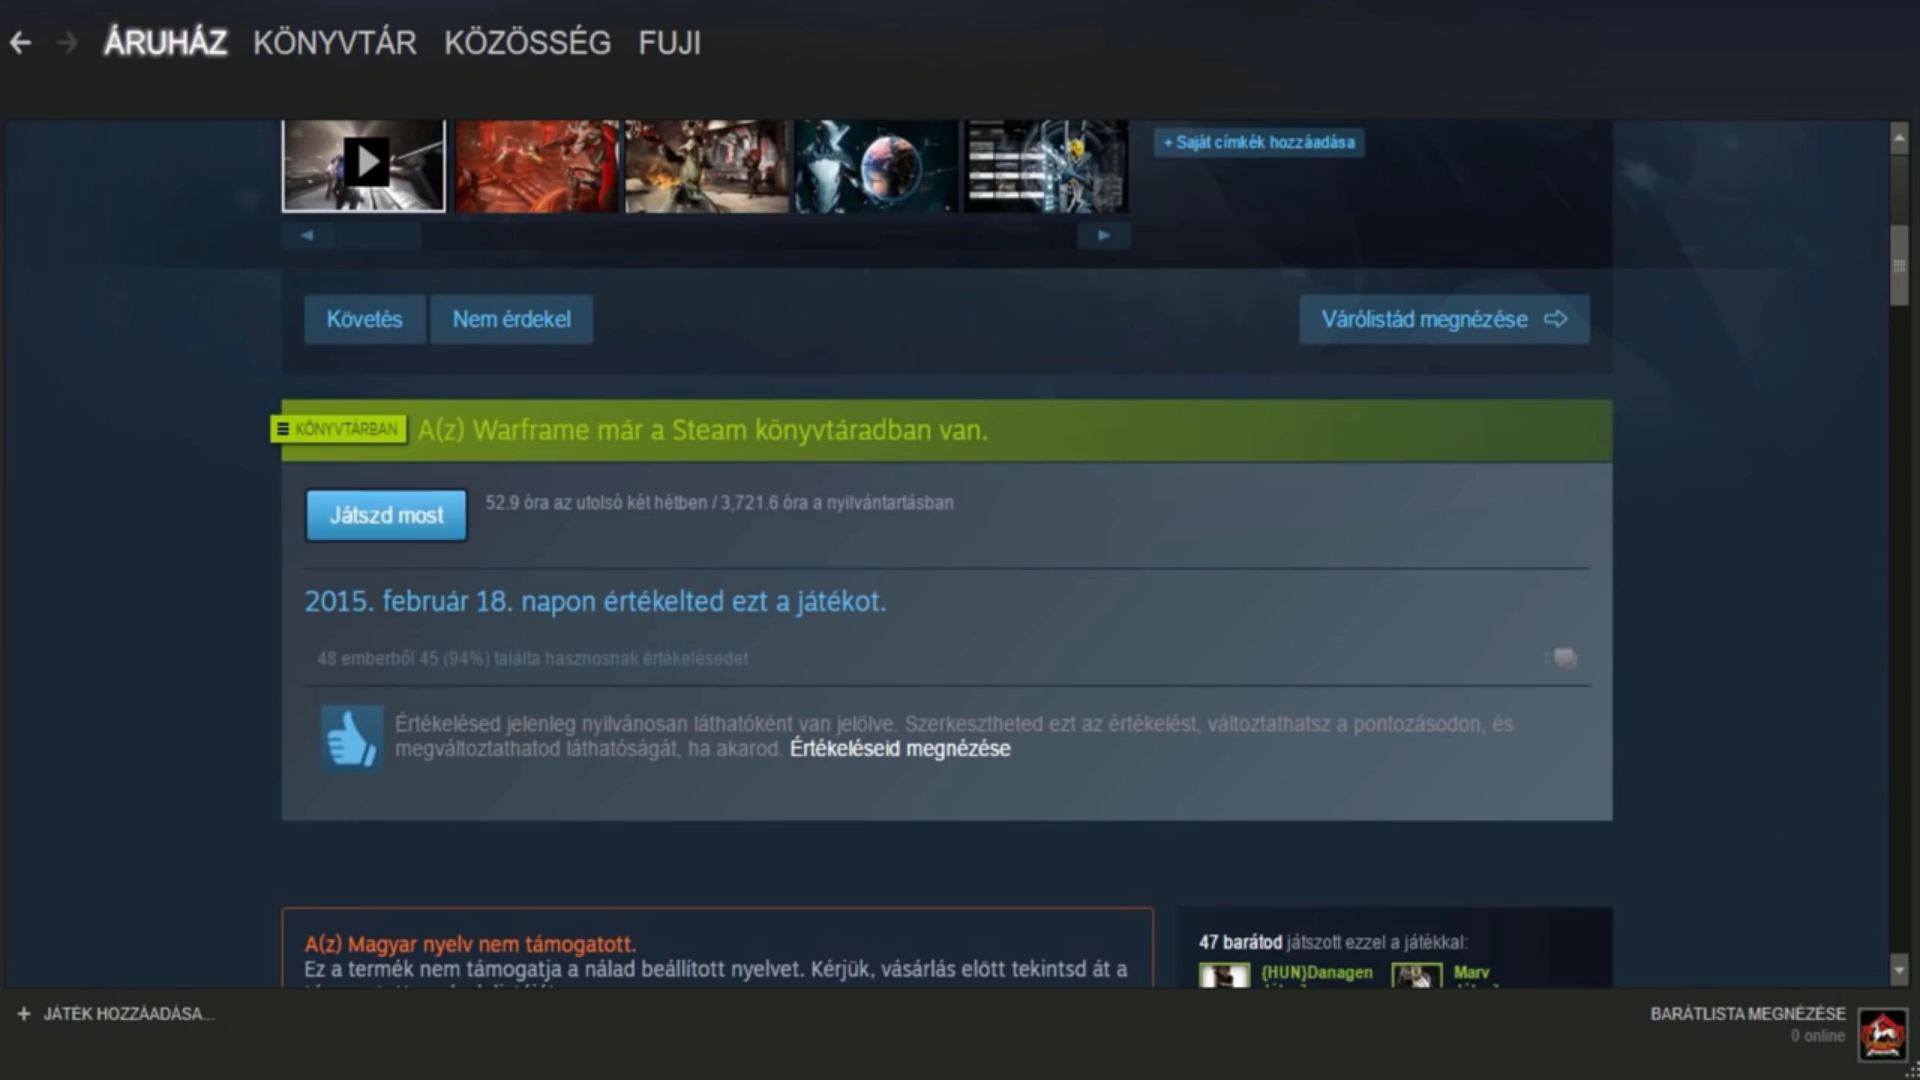 ÁRUHÁZ KÖNYVTÁR KÖZÖSSÉG FUJI
+ Saját címkék hozzáadása
Követés
Nem érdekel
Várólistád megnézése
KÖNYVTÁRBAN
A(z) Warframe már a Steam könyvtáradban van.
Játszd most
52.9 óra az utolsó két hétben / 3,721.6 óra a nyilvántartásban
2015. február 18. napon értékelted ezt a játékot.
48 emberből 45 (94%) találta hasznosnak értékelésedet
Értékelésed jelenleg nyilvánosan láthatóként van jelölve. Szerkesztheted ezt az értékelést, változtathatsz a pontozásodon, és
megváltoztathatod láthatóságát, ha akarod. Értékeléseid megnézése
A(z) Magyar nyelv nem támogatott.
Ez a termék nem támogatja a nálad beállított nyelvet. Kérjük, vásárlás előtt tekintsd át a
47 barátod játszott ezzel a játékkal:
{HUN}Danagen
Marv
+ JÁTÉK HOZZÁADÁSA...
BARÁTLISTA MEGNÉZÉSE
0 online